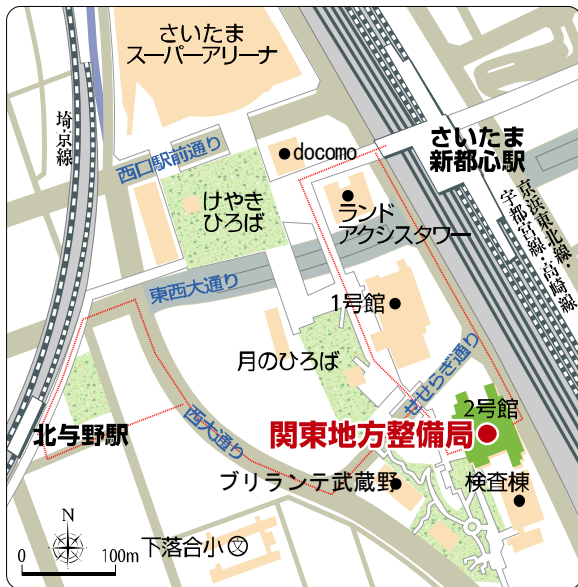 さいたま
スーパーアリーナ
埼京線
西口駅前通り
docomo
さいたま
新都心駅
けやき
ひろば
ランド
アクシスタワー
京浜東北線・
宇都宮線・高崎線
東西大通り
1号館
月のひろば
せせらぎ通り
2号館
北与野駅
西大通り
関東地方整備局
ブリランテ武蔵野
検査棟
N
0 100m
下落合小
文